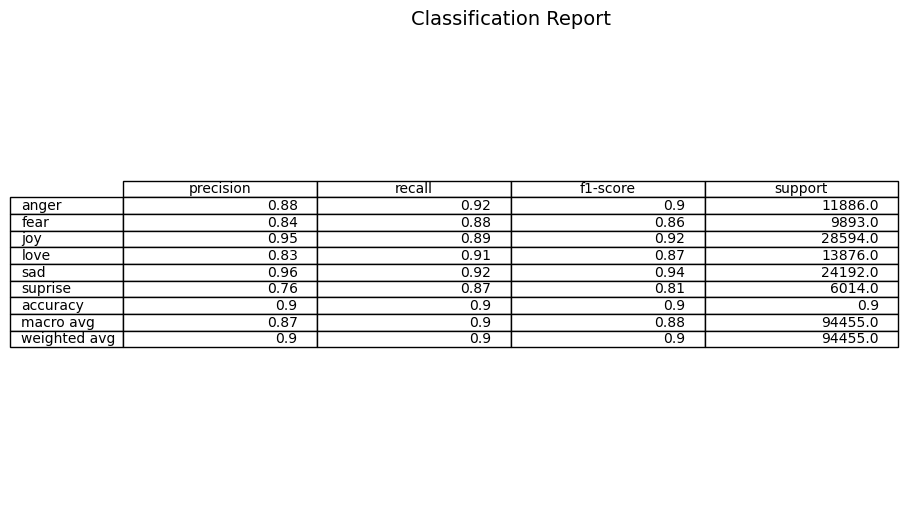 Classification Report
precision recall f1-score support
anger 0.88 0.92 0.9 11886.0
fear 0.84 0.88 0.86 9893.0
joy 0.95 0.89 0.92 28594.0
love 0.83 0.91 0.87 13876.0
sad 0.96 0.92 0.94 24192.0
suprise 0.76 0.87 0.81 6014.0
accuracy 0.9 0.9 0.9 0.9
macro avg 0.87 0.9 0.88 94455.0
weighted avg 0.9 0.9 0.9 94455.0